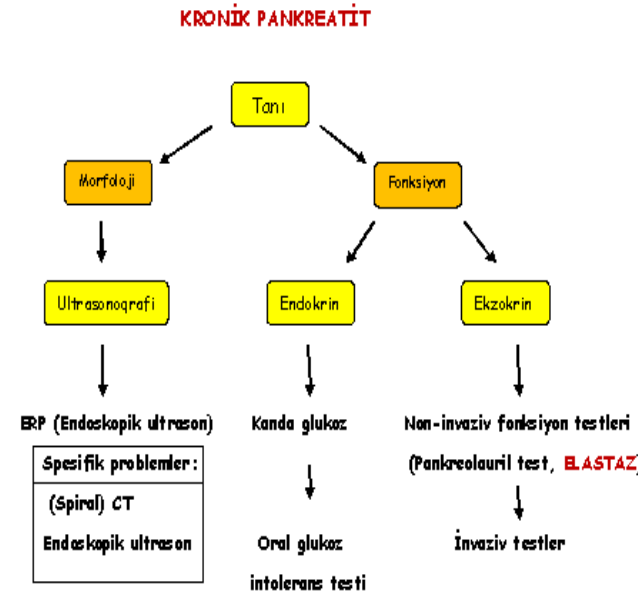 KRONİK PANKREATİT
Tanı
Morfoloji
Fonksiyon
Ultrasonografi
Endokrin
Ekzokrin
ERP (Endoskopik ultrason)
Kanda glukoz
Non-invaziv fonksiyon testleri
Spesifik problemler:
(Pankreolauril test, ELASTAZ)
(Spiral) CT
Endoskopik ultrason
Oral glukoz
İnvaziv testler
intolerans testi